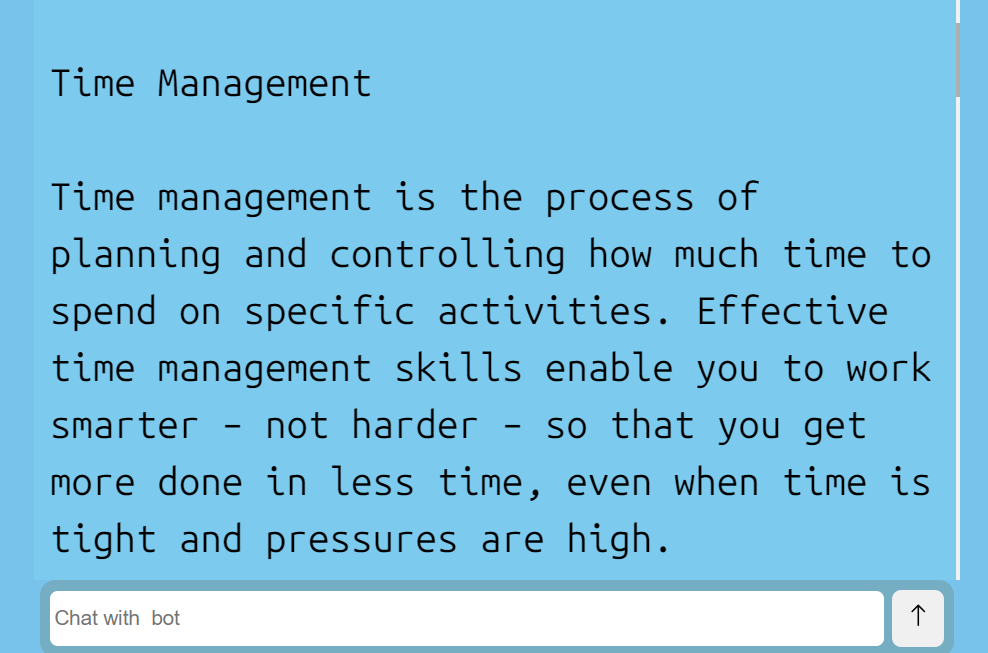 Time Management
Time management is the process of
planning and controlling how much time to
spend on specific activities. Effective
time management skills enable you to work
smarter – not harder – so that you get
more done in less time, even when time is
tight and pressures are high.
Chat with  bot
↑